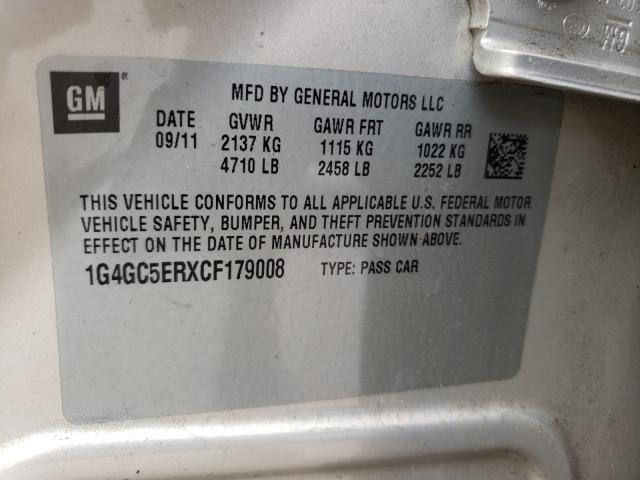 GM
MFD BY GENERAL MOTORS LLC
DATE GVWR GAWR FRT GAWR RR
09/11 2137 KG 1115 KG 1022 KG
4710 LB 2458 LB 2252 LB
THIS VEHICLE CONFORMS TO ALL APPLICABLE U.S. FEDERAL MOTOR
VEHICLE SAFETY, BUMPER, AND THEFT PREVENTION STANDARDS IN
EFFECT ON THE DATE OF MANUFACTURE SHOWN ABOVE.
1G4GC5ERXCF179008 TYPE: PASS CAR